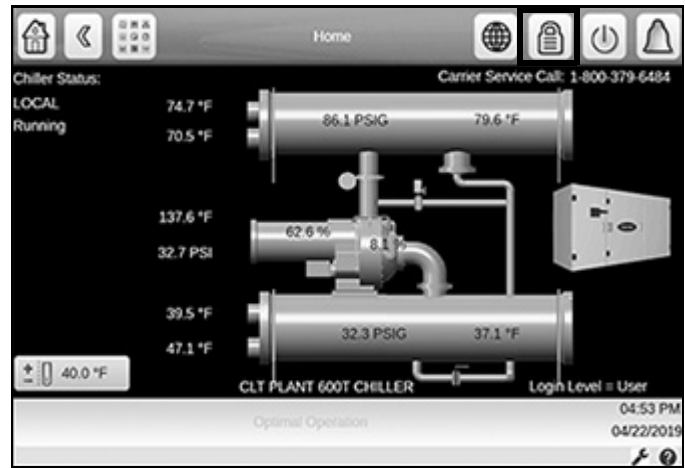 Home
Chiller Status:
Carrier Service Call: 1-800-379-6484
LOCAL
Running
74.7 °F
70.5 °F
86.1 PSIG
79.6 °F
137.6 °F
62.6 %
8.1 %
32.7 PSI
39.5 °F
47.1 °F
32.3 PSIG
37.1 °F
40.0 °F
CLT PLANT 600T CHILLER
Login Level = User
Optimal Operation
04:53 PM
04/22/2019